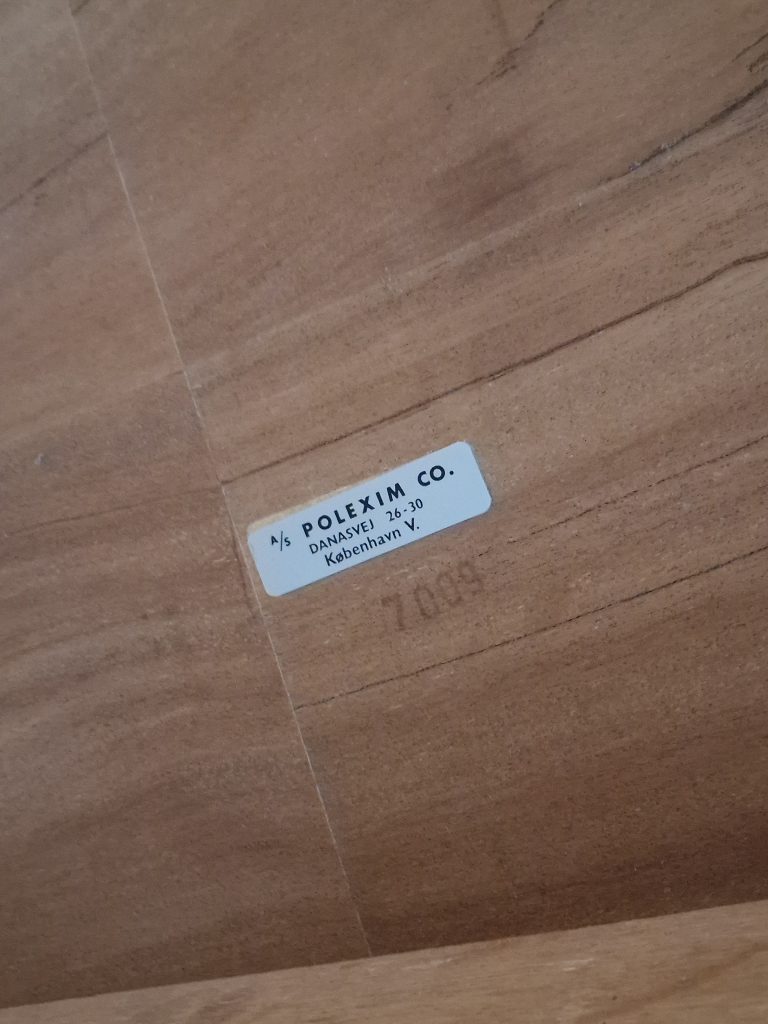 A/S POLEXIM CO.
DANASVEJ 26-30
København V.
7009